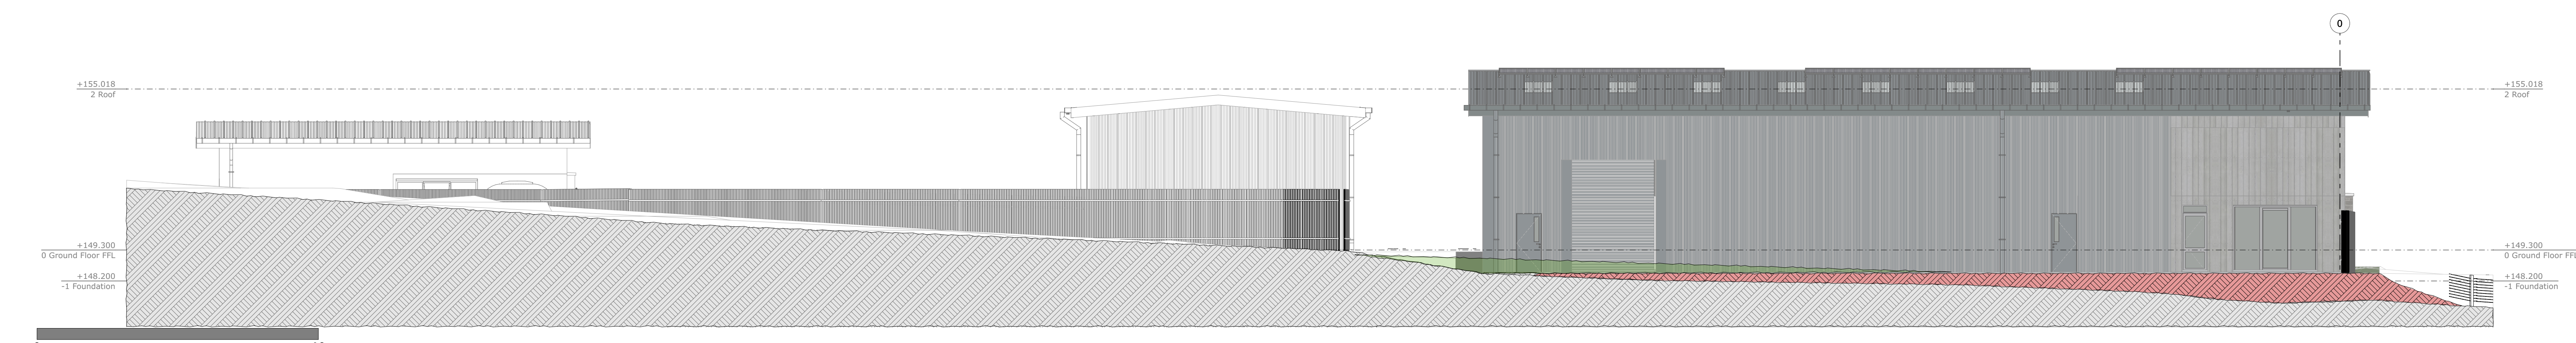 0
+155.018
2 Roof
+155.018
2 Roof
+149.300
0 Ground Floor FFL
+149.300
0 Ground Floor FFL
+148.200
-1 Foundation
+148.200
-1 Foundation